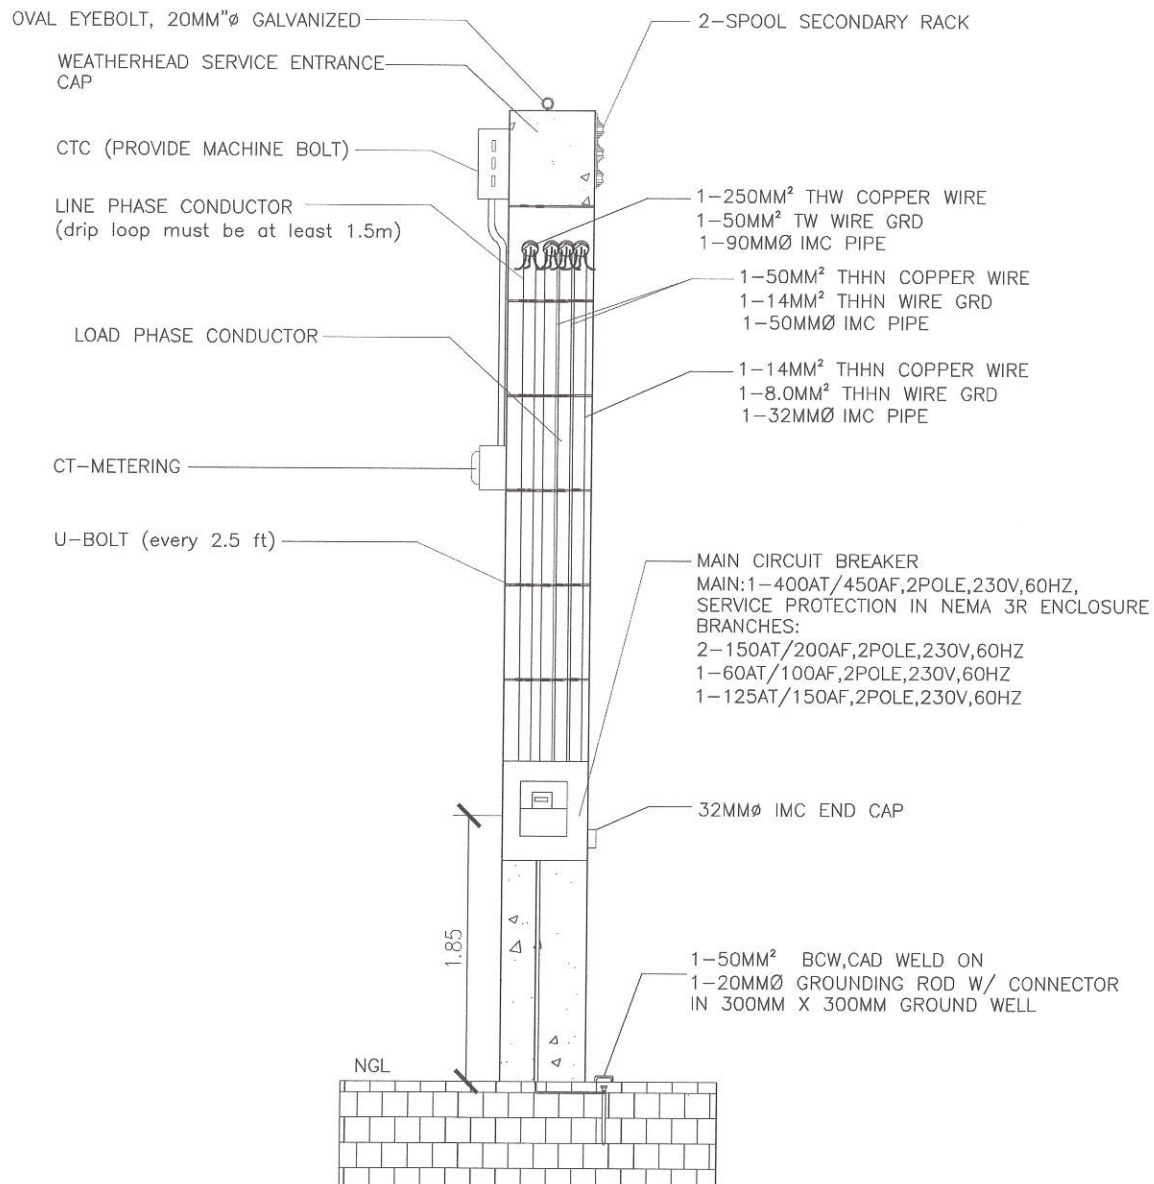 OVAL EYEBOLT, 20MM"ø GALVANIZED
2-SPOOL SECONDARY RACK
WEATHERHEAD SERVICE ENTRANCE
CAP
CTC (PROVIDE MACHINE BOLT)
LINE PHASE CONDUCTOR
(drip loop must be at least 1.5m)
1-250MM² THW COPPER WIRE
1-50MM² TW WIRE GRD
1-90MMØ IMC PIPE
1-50MM² THHN COPPER WIRE
1-14MM² THHN WIRE GRD
1-50MMØ IMC PIPE
LOAD PHASE CONDUCTOR
1-14MM² THHN COPPER WIRE
1-8.0MM² THHN WIRE GRD
1-32MMØ IMC PIPE
CT-METERING
U-BOLT (every 2.5 ft)
MAIN CIRCUIT BREAKER
MAIN:1-400AT/450AF,2POLE,230V,60HZ,
SERVICE PROTECTION IN NEMA 3R ENCLOSURE
BRANCHES:
2-150AT/200AF,2POLE,230V,60HZ
1-60AT/100AF,2POLE,230V,60HZ
1-125AT/150AF,2POLE,230V,60HZ
32MMø IMC END CAP
1.85
1-50MM² BCW,CAD WELD ON
1-20MMØ GROUNDING ROD W/ CONNECTOR
IN 300MM X 300MM GROUND WELL
NGL